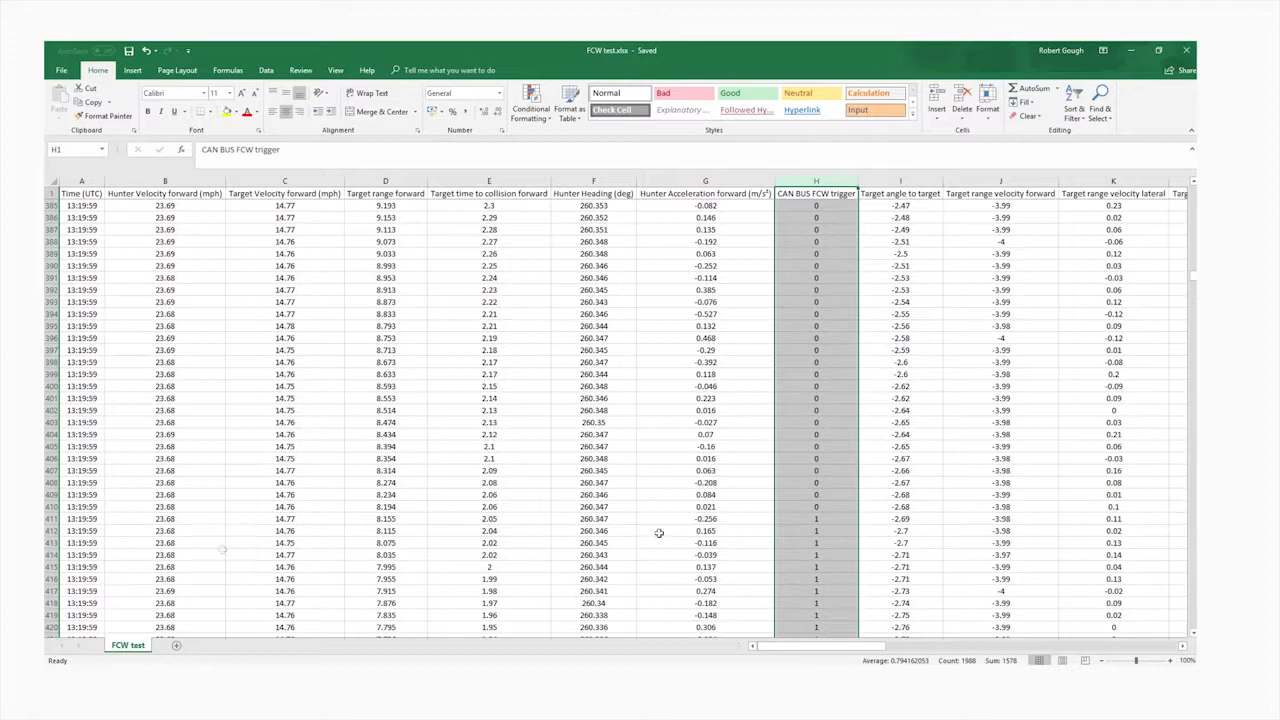 AutoSave Off FCW test.xlsx - Saved Robert Gough
File Home Insert Page Layout Formulas Data Review View Help Tell me what you want to do Share
Paste Cut Copy Format Painter Clipboard
Calibri 11 B I U A Font
Wrap Text Merge & Center Alignment
General % Number
Conditional Formatting Format as Table Normal Bad Good Neutral Calculation
Check Cell Explanatory ... Followed Hy... Hyperlink Input Styles
Insert Delete Format Cells
AutoSum Fill Clear Sort & Filter Find & Select Editing
H1 fx CAN BUS FCW trigger
A B C D E F G H I J K
1 Time (UTC) Hunter Velocity forward (mph) Target Velocity forward (mph) Target range forward Target time to collision forward Hunter Heading (deg) Hunter Acceleration forward (m/s²) CAN BUS FCW trigger Target angle to target Target range velocity forward Target range velocity lateral Targ
385 13:19:59 23.69 14.77 9.193 2.3 260.353 -0.082 0 -2.47 -3.99 0.23
386 13:19:59 23.69 14.77 9.153 2.29 260.352 0.146 0 -2.48 -3.99 0.02
387 13:19:59 23.69 14.77 9.113 2.28 260.351 0.135 0 -2.49 -3.99 0.06
388 13:19:59 23.69 14.76 9.073 2.27 260.348 -0.192 0 -2.51 -4 -0.06
389 13:19:59 23.69 14.76 9.033 2.26 260.348 0.063 0 -2.5 -3.99 0.12
390 13:19:59 23.69 14.76 8.993 2.25 260.346 -0.252 0 -2.51 -3.99 0.03
391 13:19:59 23.69 14.76 8.953 2.24 260.346 -0.114 0 -2.53 -3.99 -0.03
392 13:19:59 23.69 14.77 8.913 2.23 260.345 0.385 0 -2.53 -3.99 0.06
393 13:19:59 23.69 14.76 8.873 2.22 260.343 -0.076 0 -2.54 -3.99 0.12
394 13:19:59 23.68 14.76 8.833 2.21 260.346 -0.527 0 -2.55 -3.99 -0.12
395 13:19:59 23.68 14.78 8.793 2.21 260.344 0.132 0 -2.56 -3.98 0.09
396 13:19:59 23.69 14.76 8.753 2.19 260.344 0.468 0 -2.58 -4 -0.12
397 13:19:59 23.69 14.77 8.713 2.18 260.345 -0.29 0 -2.59 -3.99 0.01
398 13:19:59 23.68 14.76 8.673 2.17 260.347 -0.392 0 -2.6 -3.99 -0.08
399 13:19:59 23.68 14.77 8.633 2.17 260.344 0.118 0 -2.6 -3.98 0.2
400 13:19:59 23.68 14.75 8.593 2.15 260.348 -0.046 0 -2.62 -3.99 -0.09
401 13:19:59 23.68 14.75 8.553 2.14 260.346 0.223 0 -2.62 -3.99 0.09
402 13:19:59 23.68 14.75 8.514 2.13 260.348 0.016 0 -2.64 -3.99 0
403 13:19:59 23.68 14.76 8.474 2.13 260.35 -0.027 0 -2.65 -3.98 0.03
404 13:19:59 23.69 14.76 8.434 2.12 260.347 0.07 0 -2.64 -3.98 0.21
405 13:19:59 23.69 14.76 8.394 2.1 260.347 -0.16 0 -2.65 -3.99 0.06
406 13:19:59 23.68 14.76 8.354 2.1 260.348 0.016 0 -2.67 -3.98 -0.03
407 13:19:59 23.68 14.77 8.314 2.09 260.345 0.063 0 -2.66 -3.98 0.16
408 13:19:59 23.68 14.76 8.274 2.08 260.347 -0.208 0 -2.67 -3.98 0.08
409 13:19:59 23.68 14.76 8.234 2.06 260.346 0.084 0 -2.68 -3.99 0.01
410 13:19:59 23.68 14.76 8.194 2.06 260.347 0.021 0 -2.68 -3.98 0.1
411 13:19:59 23.68 14.77 8.155 2.05 260.347 -0.256 1 -2.69 -3.98 0.11
412 13:19:59 23.68 14.76 8.115 2.04 260.346 0.165 1 -2.7 -3.98 0.02
413 13:19:59 23.68 14.75 8.075 2.02 260.345 -0.116 1 -2.7 -3.99 0.13
414 13:19:59 23.68 14.77 8.035 2.02 260.343 -0.039 1 -2.71 -3.97 0.14
415 13:19:59 23.68 14.76 7.995 2 260.344 0.137 1 -2.71 -3.99 0.04
416 13:19:59 23.68 14.76 7.955 1.99 260.342 -0.053 1 -2.71 -3.99 0.13
417 13:19:59 23.68 14.76 7.915 1.98 260.341 0.274 1 -2.73 -4 -0.02
418 13:19:59 23.68 14.77 7.876 1.97 260.34 -0.182 1 -2.74 -3.99 0.09
419 13:19:59 23.68 14.76 7.835 1.96 260.338 -0.148 1 -2.75 -3.99 0.02
420 13:19:59 23.68 14.76 7.795 1.95 260.336 0.306 1 -2.76 -3.99 0
FCW test
Ready Average: 0.794162053 Count: 1988 Sum: 1578 100%